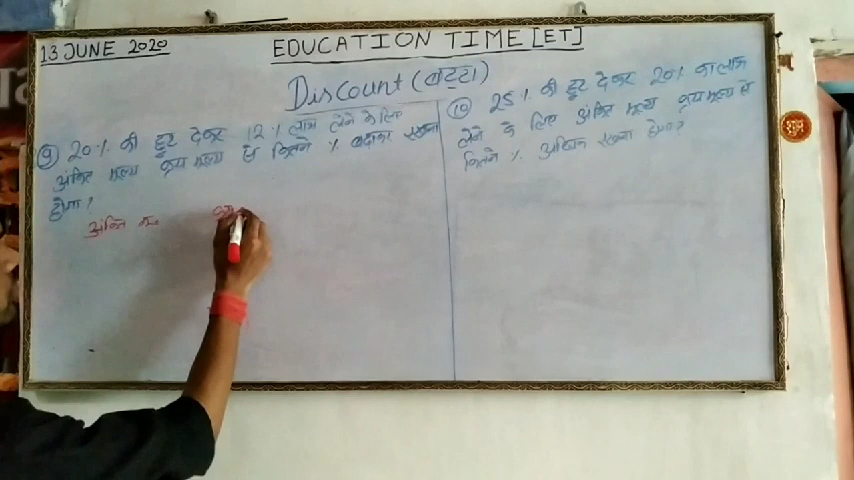 13 JUNE 2020
EDUCATION TIME [ET]
Discount (बट्टा)
⑨ 20% की छूट देकर 12% लाभ लेने के लिए
अंकित मूल्य क्रय मूल्य से कितने % बढ़ाकर रखना
होगा?
अंकित मू०
⑩ 25% की छूट देकर 20% का लाभ
लेने के लिए अंकित मूल्य क्रय मूल्य से
कितने % अधिक रखना होगा?